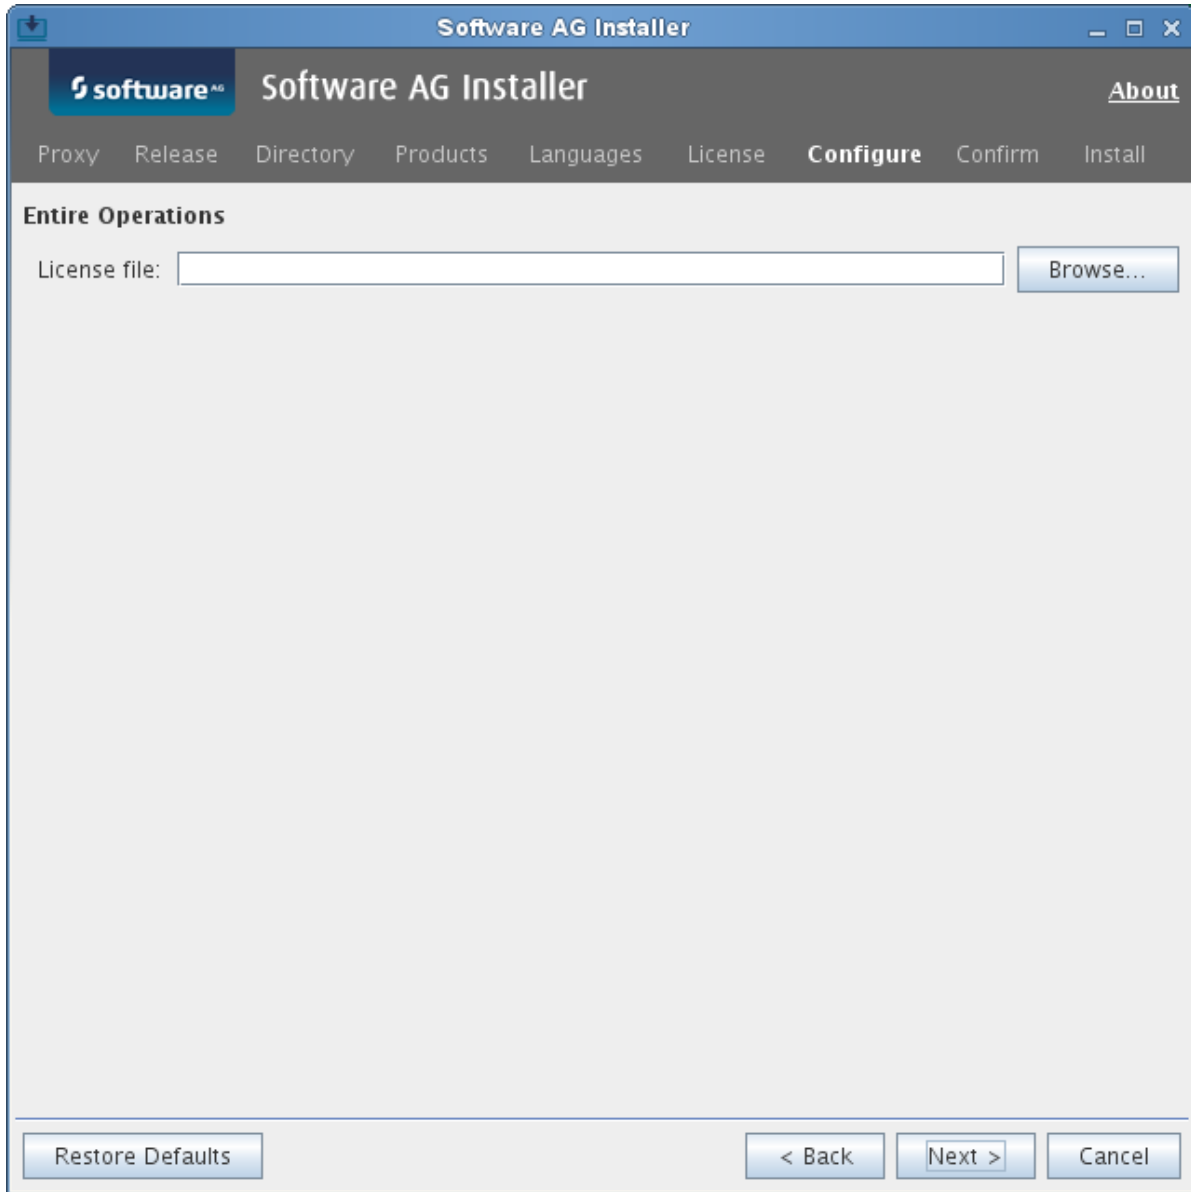 Software AG Installer
software AG Software AG Installer About
Proxy Release Directory Products Languages License Configure Confirm Install
Entire Operations
License file: Browse...
Restore Defaults < Back Next > Cancel